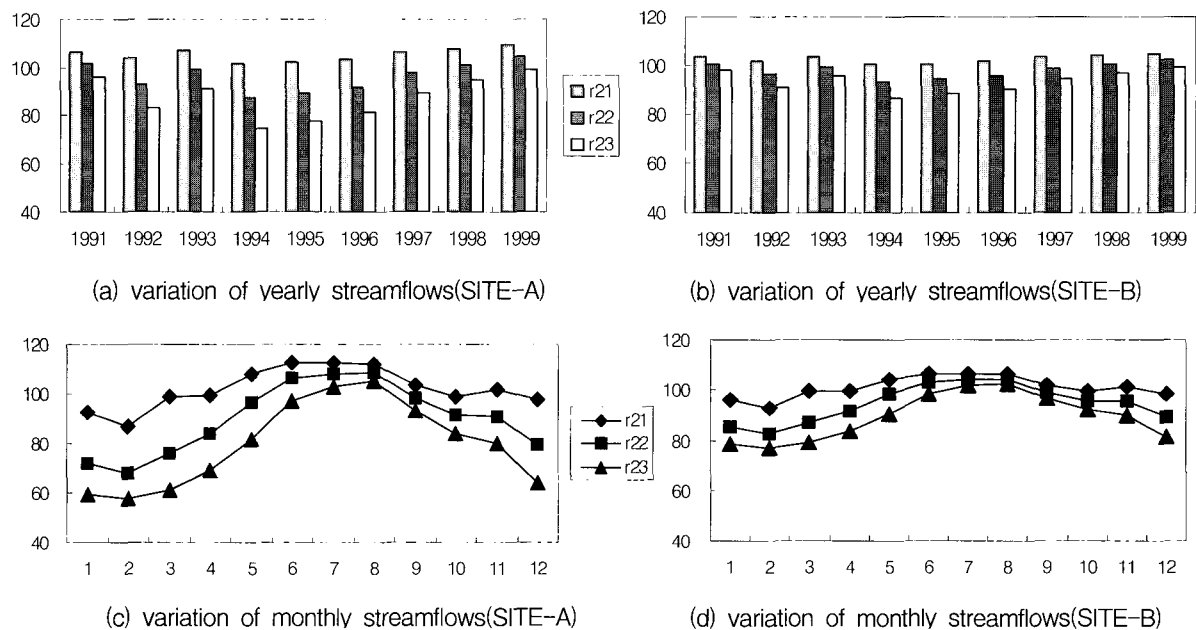 120
100
80
60
40
1991 1992 1993 1994 1995 1996 1997 1998 1999
r21
r22
r23
120
100
80
60
40
1991 1992 1993 1994 1995 1996 1997 1998 1999
(a) variation of yearly streamflows(SITE-A)
(b) variation of yearly streamflows(SITE-B)
120
100
80
60
40
1 2 3 4 5 6 7 8 9 10 11 12
r21
r22
r23
120
100
80
60
40
1 2 3 4 5 6 7 8 9 10 11 12
(c) variation of monthly streamflows(SITE-A)
(d) variation of monthly streamflows(SITE-B)